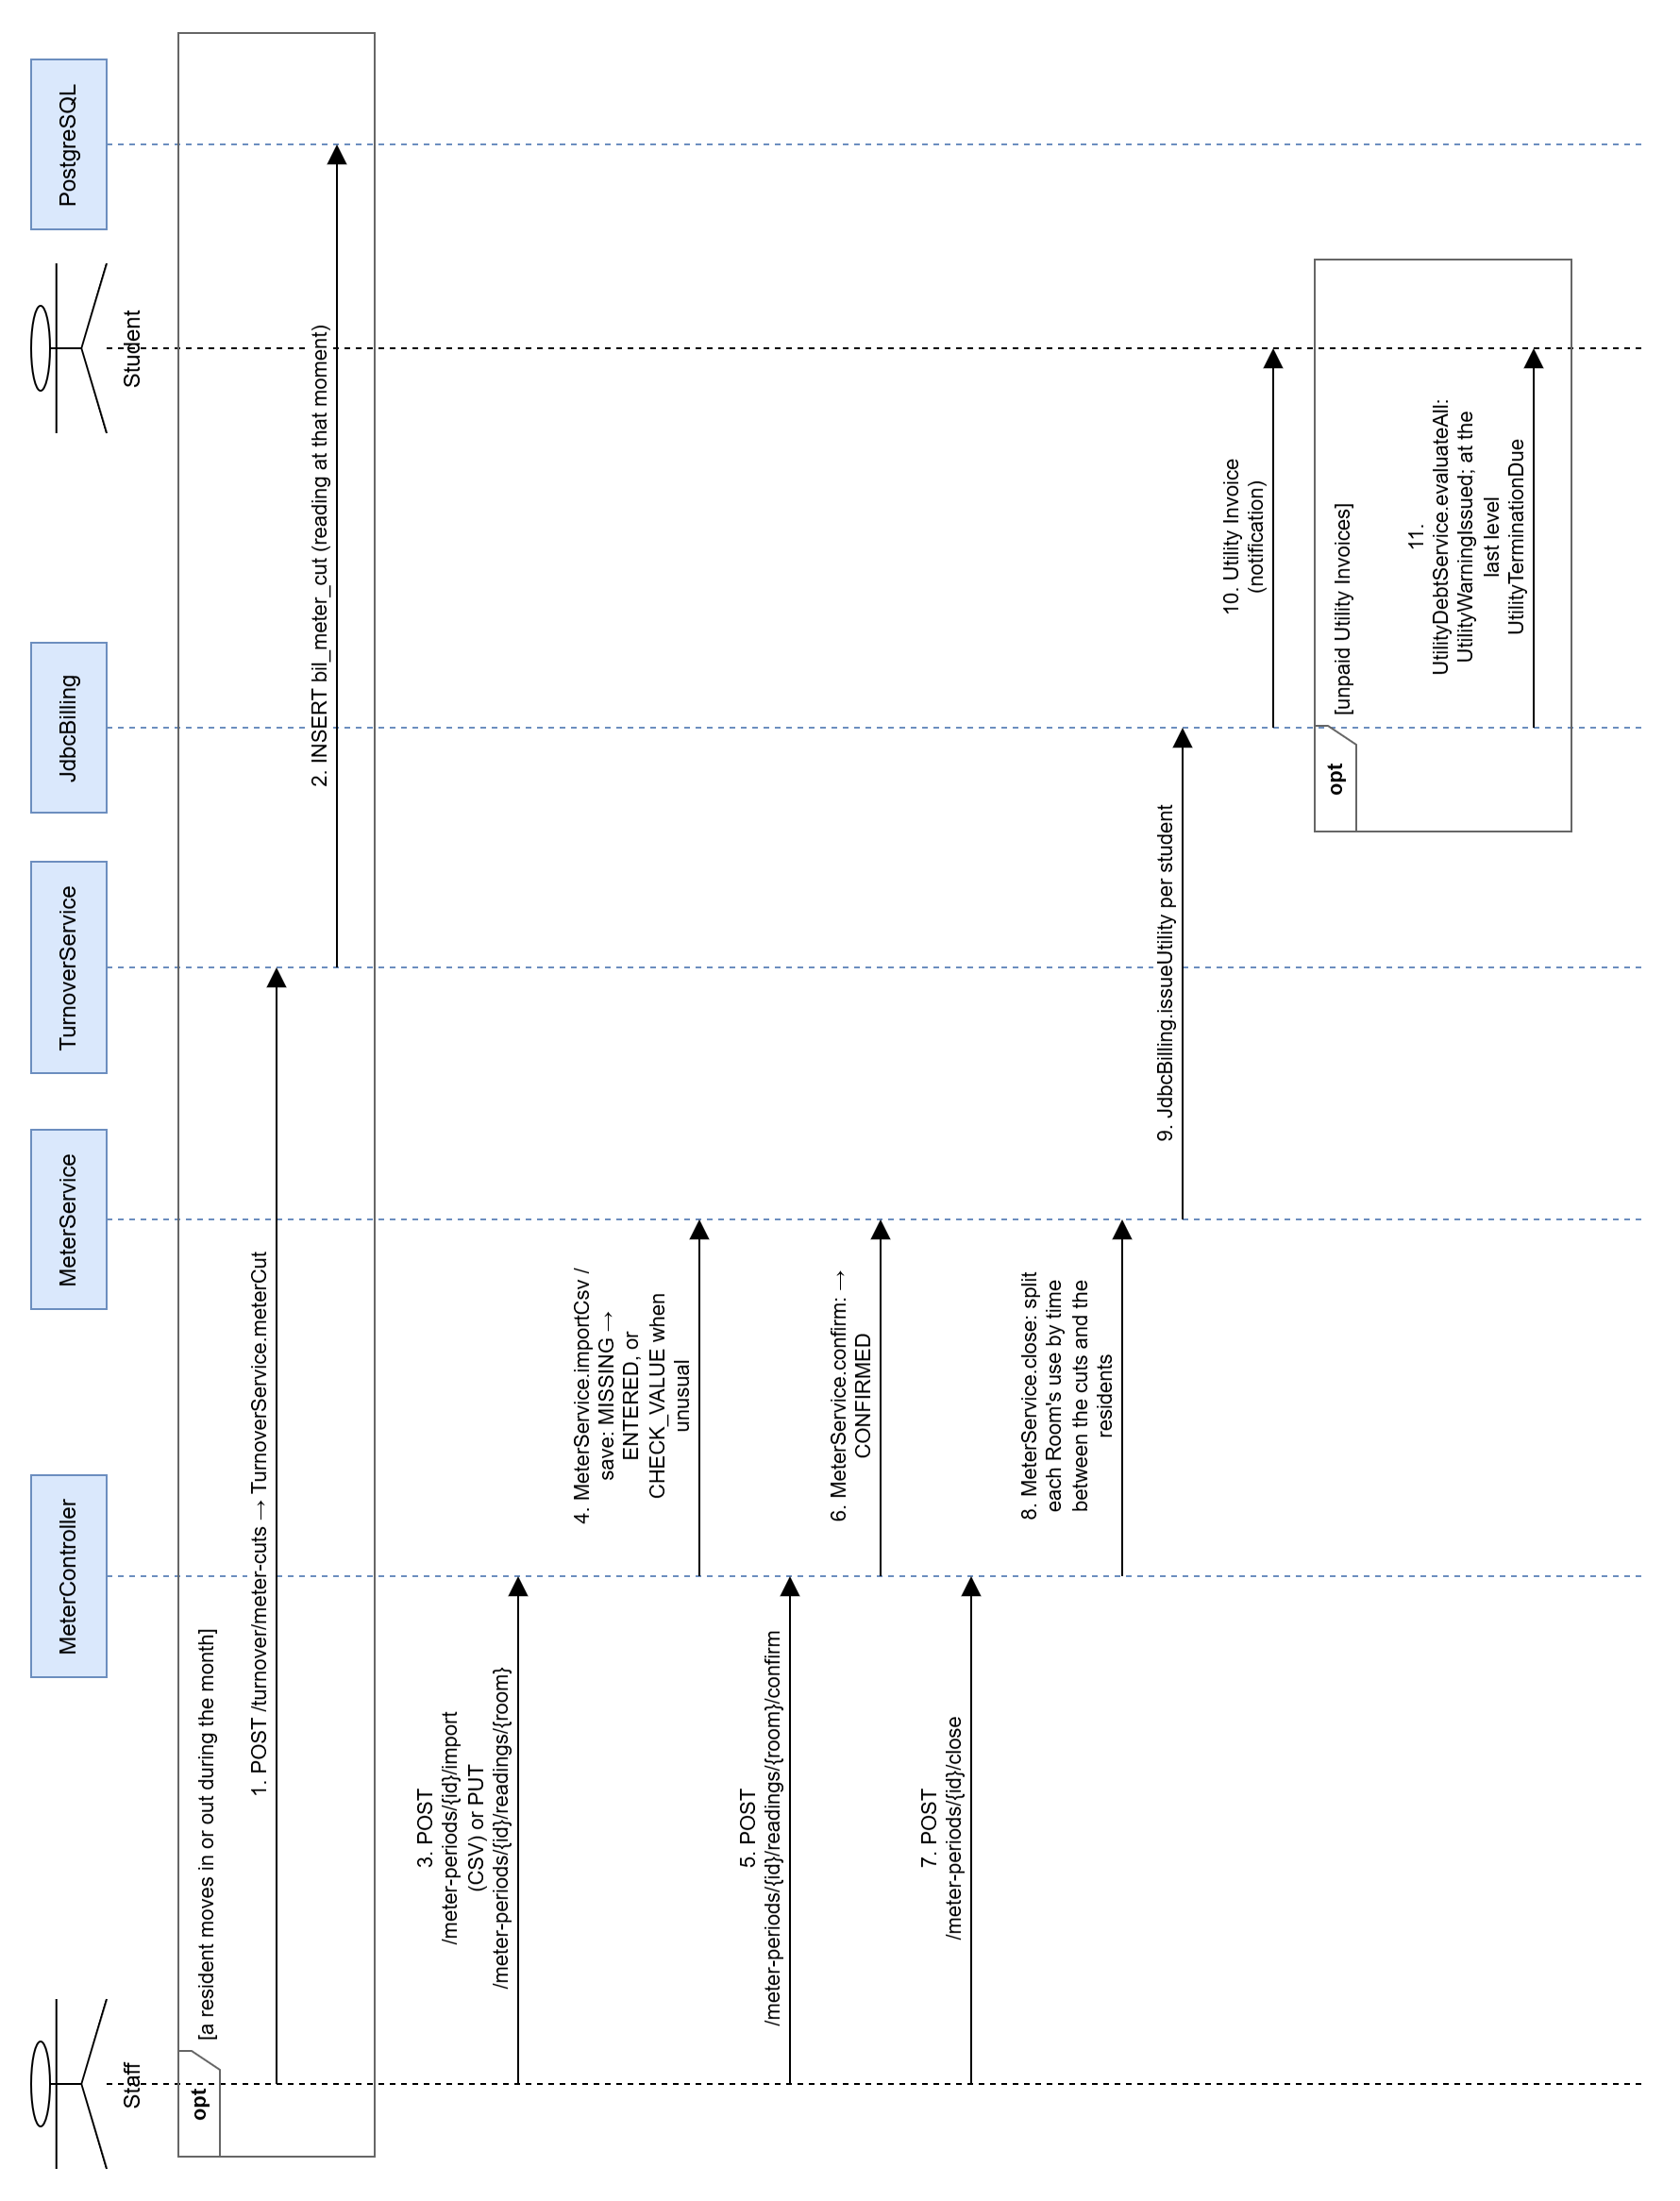 Staff
MeterController
MeterService
TurnoverService
JdbcBilling
Student
PostgreSQL
opt
[a resident moves in or out during the month]
1. POST /turnover/meter-cuts → TurnoverService.meterCut
2. INSERT bil_meter_cut (reading at that moment)
3. POST
/meter-periods/{id}/import
(CSV) or PUT
/meter-periods/{id}/readings/{room}
4. MeterService.importCsv /
save: MISSING →
ENTERED, or
CHECK_VALUE when
unusual
5. POST
/meter-periods/{id}/readings/{room}/confirm
6. MeterService.confirm: →
CONFIRMED
7. POST
/meter-periods/{id}/close
8. MeterService.close: split
each Room's use by time
between the cuts and the
residents
9. JdbcBilling.issueUtility per student
10. Utility Invoice
(notification)
opt
[unpaid Utility Invoices]
11.
UtilityDebtService.evaluateAll:
UtilityWarningIssued; at the
last level
UtilityTerminationDue